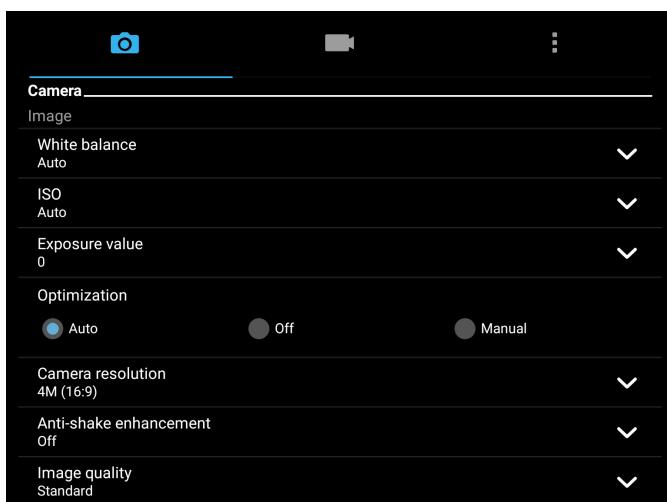 Camera
Image
White balance
Auto
ISO
Auto
Exposure value
0
Optimization
Auto Off Manual
Camera resolution
4M (16:9)
Anti-shake enhancement
Off
Image quality
Standard